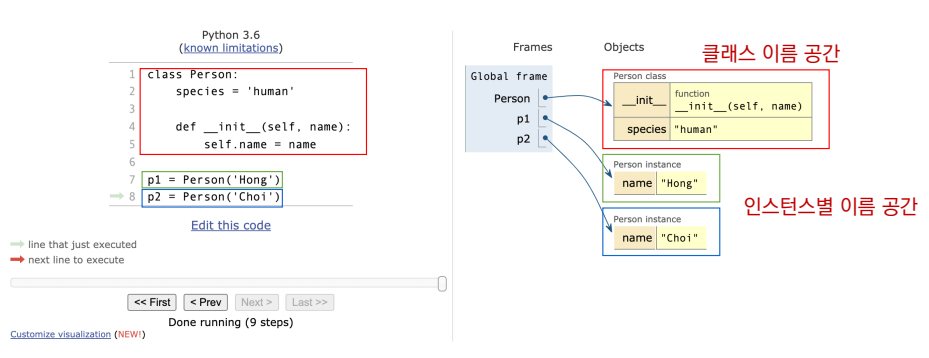 Python 3.6
(known limitations)
1 class Person:
2 species = 'human'
3
4 def __init__(self, name):
5 self.name = name
6
7 p1 = Person('Hong')
8 p2 = Person('Choi')
Edit this code
line that just executed
next line to execute
<< First < Prev Next > Last >>
Done running (9 steps)
Customize visualization (NEW!)
Frames Objects
클래스 이름 공간
Global frame
Person
p1
p2
Person class
__init__ function
__init__(self, name)
species "human"
Person instance
name "Hong"
인스턴스별 이름 공간
Person instance
name "Choi"